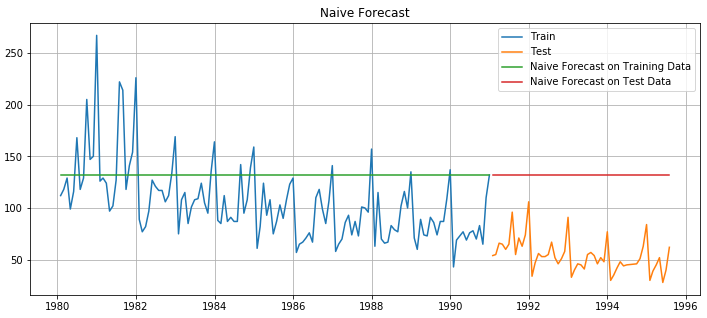 Naive Forecast
Train
Test
Naive Forecast on Training Data
Naive Forecast on Test Data
250
200
150
100
50
1980 1982 1984 1986 1988 1990 1992 1994 1996